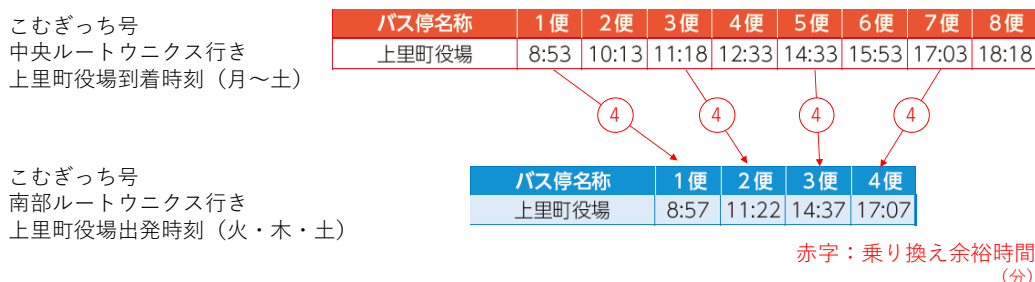 こむぎっち号
中央ルートウニクス行き
上里町役場到着時刻（月～土）
バス停名称 1便 2便 3便 4便 5便 6便 7便 8便
上里町役場 8:53 10:13 11:18 12:33 14:33 15:53 17:03 18:18
4 4 4 4
こむぎっち号
南部ルートウニクス行き
上里町役場出発時刻（火・木・土）
バス停名称 1便 2便 3便 4便
上里町役場 8:57 11:22 14:37 17:07
赤字：乗り換え余裕時間
（分）